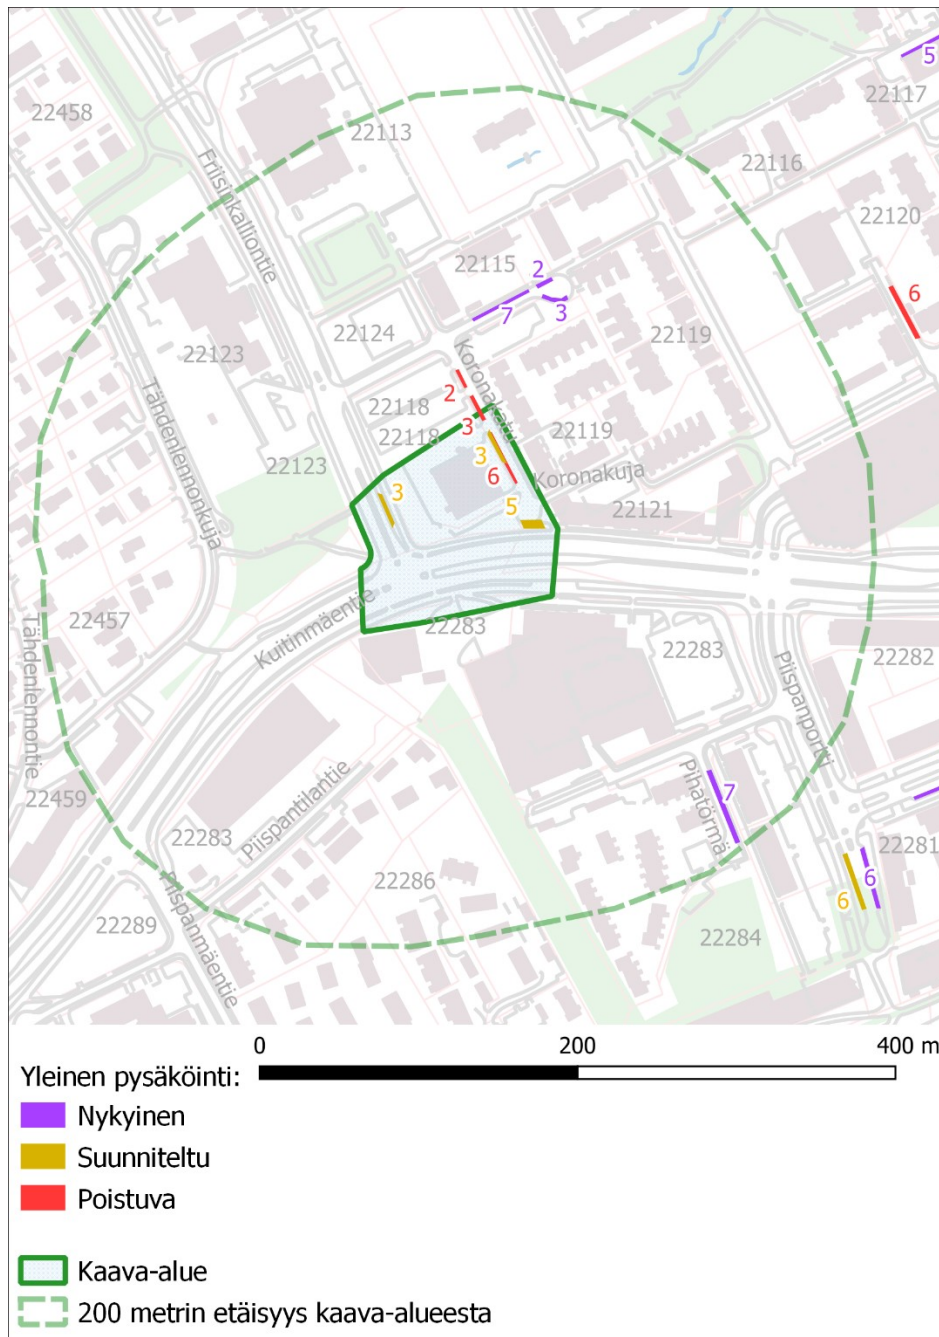 22458
22113
22117
5
Friisinkalliontie
22116
22120
22115
2
7
3
6
22124
22123
Koronakatu
22119
Tähdenlennonkuja
2
22118
22118
3
3
22119
6
Koronakuja
22123
3
5
22121
22457
Kuitinmäentie
22283
22283
22282
Tähdenlennontie
Piispanportti
22459
Piispantilantie
22283
Pihatörmä
7
22281
22286
6
6
22289
Piispanmäentie
22284
0 200 400 m
Yleinen pysäköinti:
Nykyinen
Suunniteltu
Poistuva
Kaava-alue
200 metrin etäisyys kaava-alueesta